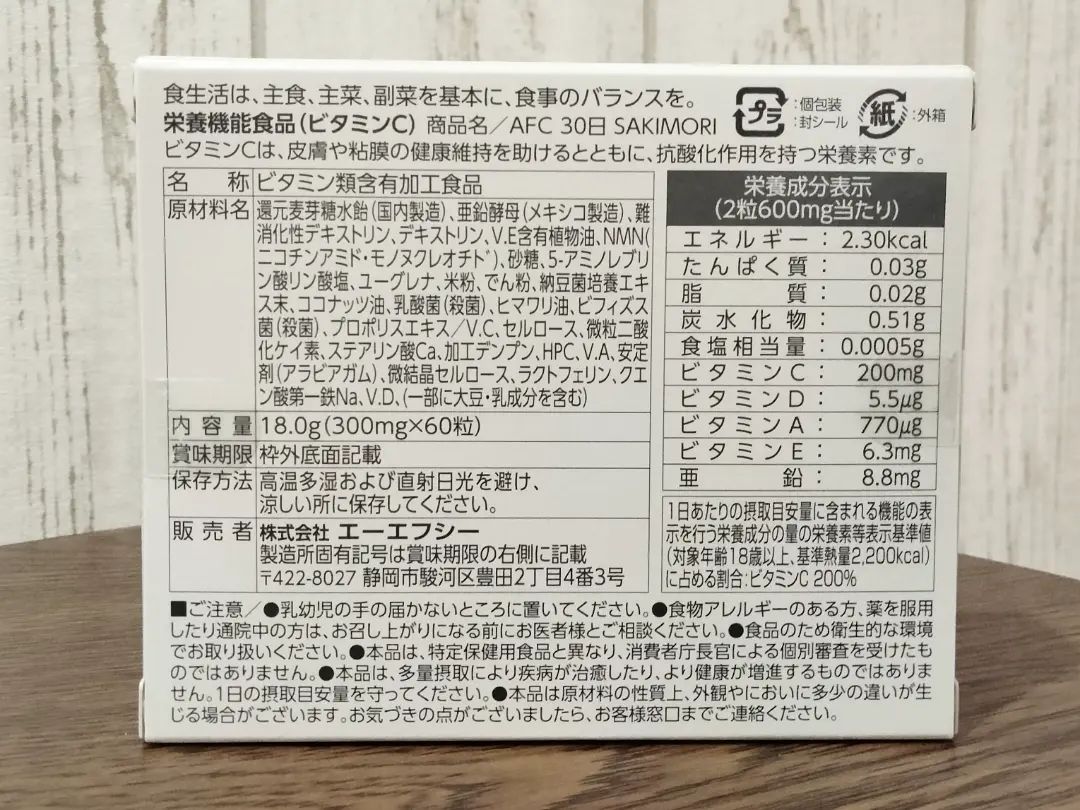 食生活は、主食、主菜、副菜を基本に、食事のバランスを。
栄養機能食品(ビタミンC) 商品名/AFC 30日 SAKIMORI
ビタミンCは、皮膚や粘膜の健康維持を助けるとともに、抗酸化作用を持つ栄養素です。
プラ :個包装
:封シール
紙 :外箱
名称 ビタミン類含有加工食品
原材料名 還元麦芽糖水飴(国内製造)、亜鉛酵母(メキシコ製造)、難
消化性デキストリン、デキストリン、V.E含有植物油、NMN(
ニコチンアミド・モノヌクレオチド)、砂糖、5-アミノレブリ
ン酸リン酸塩、ユーグレナ、米粉、でん粉、納豆菌培養エキ
ス末、ココナッツ油、乳酸菌(殺菌)、ヒマワリ油、ビフィズス
菌(殺菌)、プロポリスエキス/V.C、セルロース、微粒二酸
化ケイ素、ステアリン酸Ca、加工デンプン、HPC、V.A、安定
剤(アラビアガム)、微結晶セルロース、ラクトフェリン、クエ
ン酸第一鉄Na、V.D、(一部に大豆・乳成分を含む)
内容量 18.0g(300mg×60粒)
賞味期限 枠外底面記載
保存方法 高温多湿および直射日光を避け、
涼しい所に保存してください。
販売者 株式会社 エーエフシー
製造所固有記号は賞味期限の右側に記載
〒422-8027 静岡市駿河区豊田2丁目4番3号
栄養成分表示
(2粒600mg当たり)
エネルギー: 2.30kcal
たんぱく質: 0.03g
脂質: 0.02g
炭水化物: 0.51g
食塩相当量: 0.0005g
ビタミンC: 200mg
ビタミンD: 5.5μg
ビタミンA: 770μg
ビタミンE: 6.3mg
亜鉛: 8.8mg
1日あたりの摂取目安量に含まれる機能の表
示を行う栄養成分の量の栄養素等表示基準値
(対象年齢18歳以上、基準熱量2,200kcal)
に占める割合:ビタミンC 200%
■ご注意/●乳幼児の手の届かないところに置いてください。●食物アレルギーのある方、薬を服用
したり通院中の方は、お召し上がりになる前にお医者様とご相談ください。●食品のため衛生的な環境
でお取り扱いください。●本品は、特定保健用食品と異なり、消費者庁長官による個別審査を受けたも
のではありません。●本品は、多量摂取により疾病が治癒したり、より健康が増進するものではありま
せん。1日の摂取目安量を守ってください。●本品は原材料の性質上、外観やにおいに多少の違いが生
じる場合がございます。お気づきの点がございましたら、お客様窓口までご連絡ください。